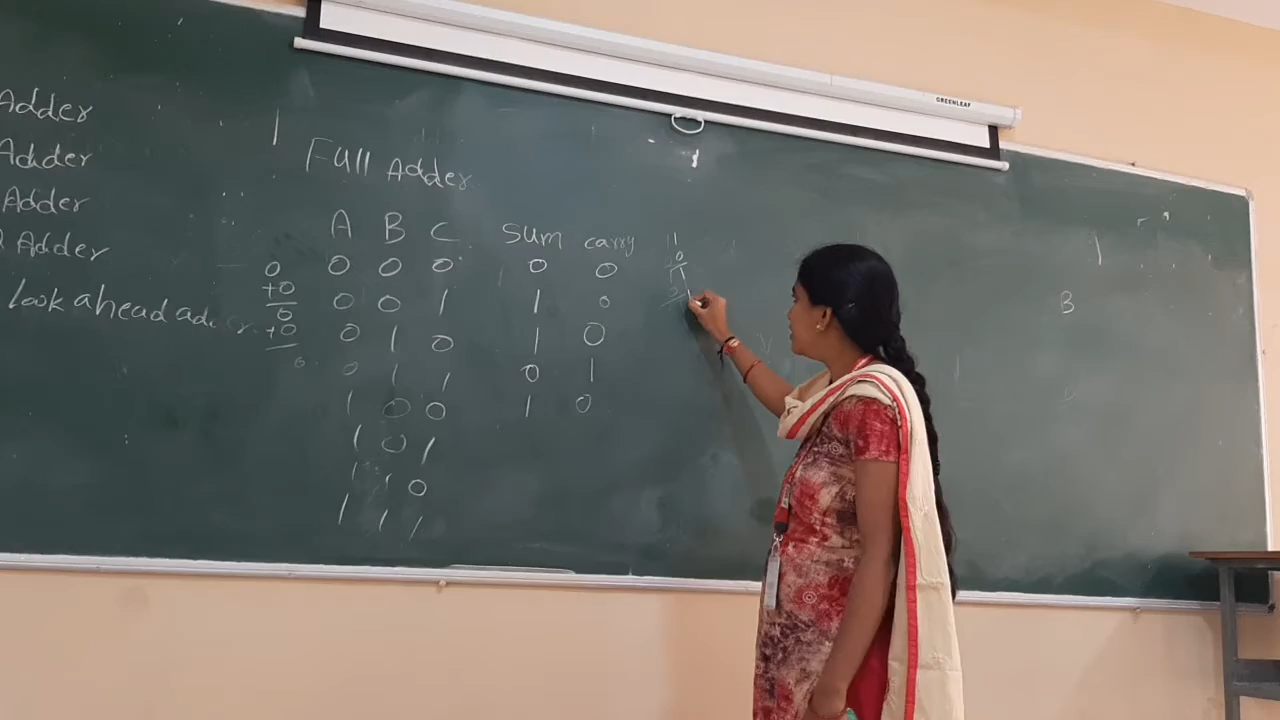 GREENLEAF
Adder
Adder
Adder
Adder
look ahead adder
Full Adder
A B C sum carry
0 0 0 0 0
0 0 1 1 0
0 1 0 1 0
0 1 1 0 1
1 0 0 1 0
1 0 1
1 1 0
1 1 1
0
+0
0
+0
0
B